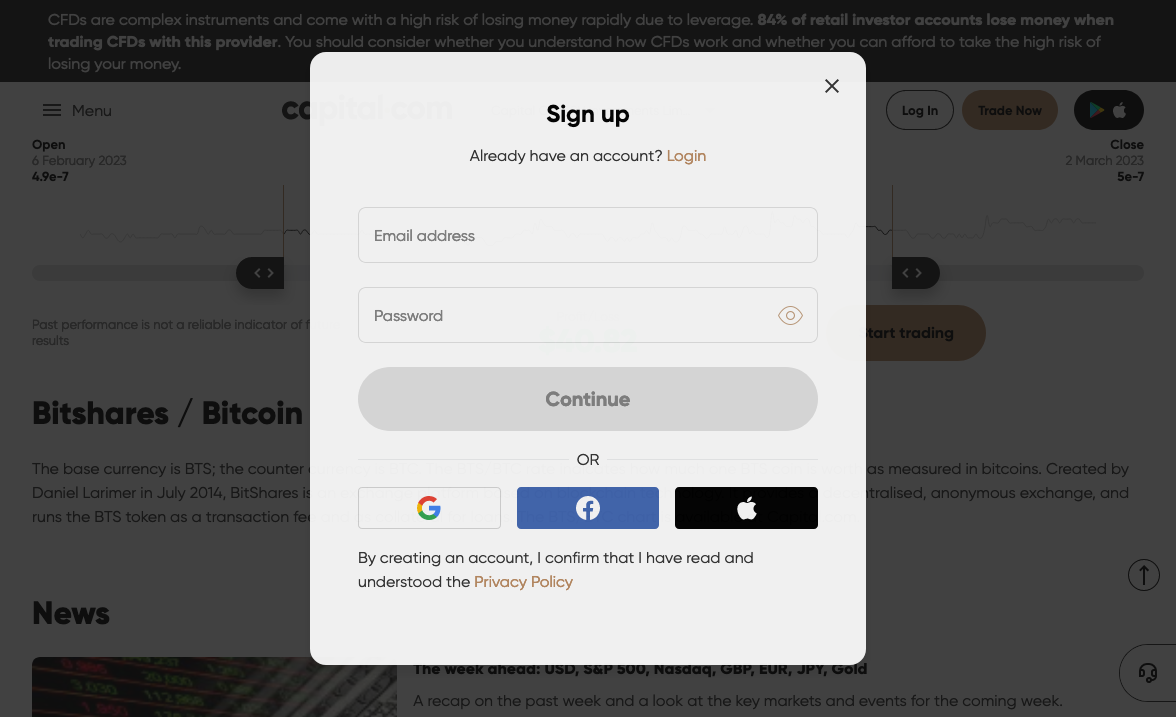 CFDs are complex instruments and come with a high risk of losing money rapidly due to leverage. 84% of retail investor accounts lose money when
trading CFDs with this provider. You should consider whether you understand how CFDs work and whether you can afford to take the high risk of
losing your money.
Menu
capital.com
Log In
Trade Now
Open
6 February 2023
4.9e-7
Close
2 March 2023
5e-7
Sign up
Already have an account? Login
Email address
Password
Continue
OR
By creating an account, I confirm that I have read and
understood the Privacy Policy
Past performance is not a reliable indicator of
results
Start trading
Bitshares / Bitcoin
The base currency is BTS; the counter
as measured in bitcoins. Created by
Daniel Larimer in July 2014, BitShares is
anonymous exchange, and
runs the BTS token as a transaction
News
The week ahead: USD, S&P 500, Nasdaq, GBP, EUR, JPY, Gold
A recap on the past week and a look at the key markets and events for the coming week.